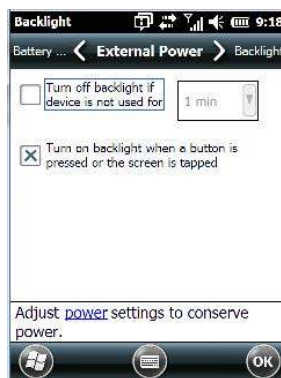 Backlight 9:18
Battery ... External Power Backlight
Turn off backlight if
device is not used for
1 min
Turn on backlight when a button is
pressed or the screen is tapped
Adjust power settings to conserve
power.
OK